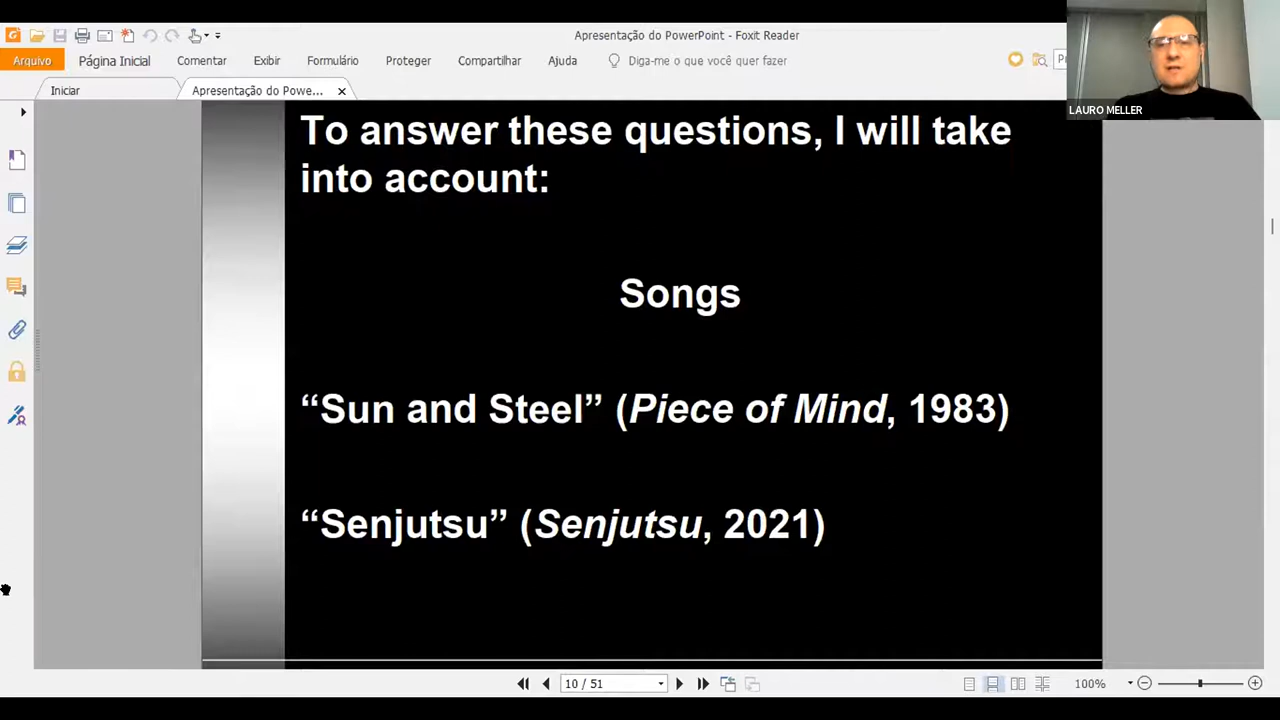 Apresentação do PowerPoint - Foxit Reader
Arquivo Página Inicial Comentar Exibir Formulário Proteger Compartilhar Ajuda Diga-me o que você quer fazer
LAURO MELLER
Iniciar Apresentação do Powe...
To answer these questions, I will take
into account:
Songs
“Sun and Steel” (Piece of Mind, 1983)
“Senjutsu” (Senjutsu, 2021)
10 / 51
100%